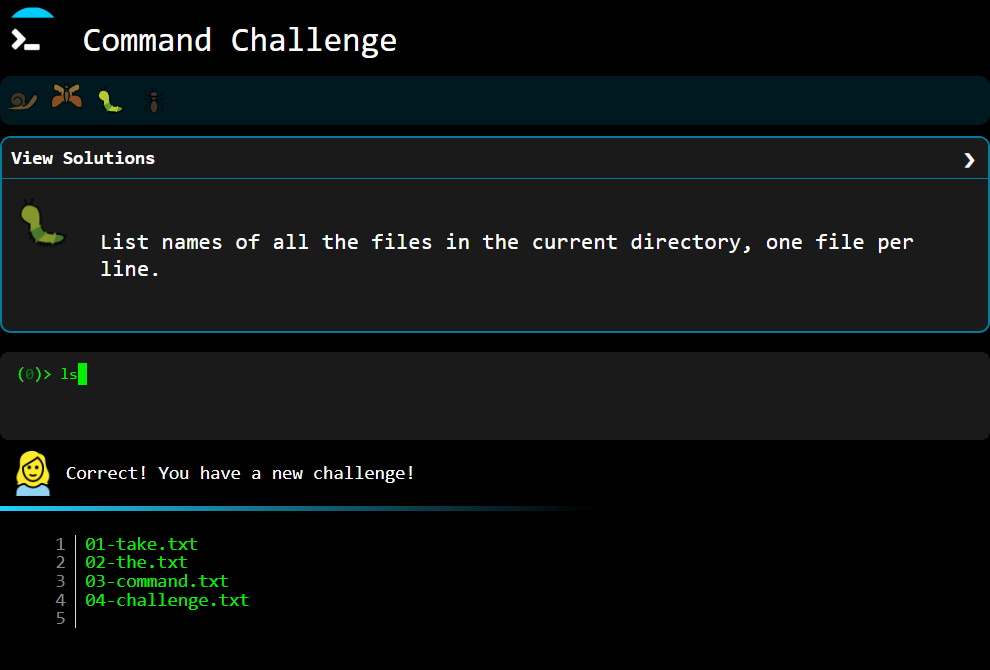 Command Challenge
View Solutions
List names of all the files in the current directory, one file per
line.
(0)> ls
Correct! You have a new challenge!
1 01-take.txt
2 02-the.txt
3 03-command.txt
4 04-challenge.txt
5